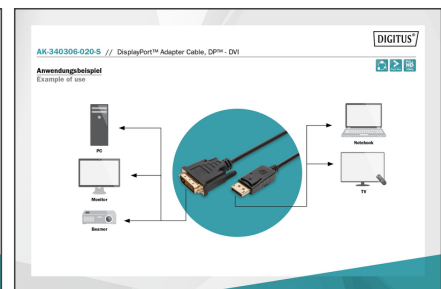 DIGITUS®
AK-340306-020-S // DisplayPort™ Adapter Cable, DP™ - DVI
Anwendungsbeispiel
Example of use
PC
Monitor
Beamer
Notebook
TV